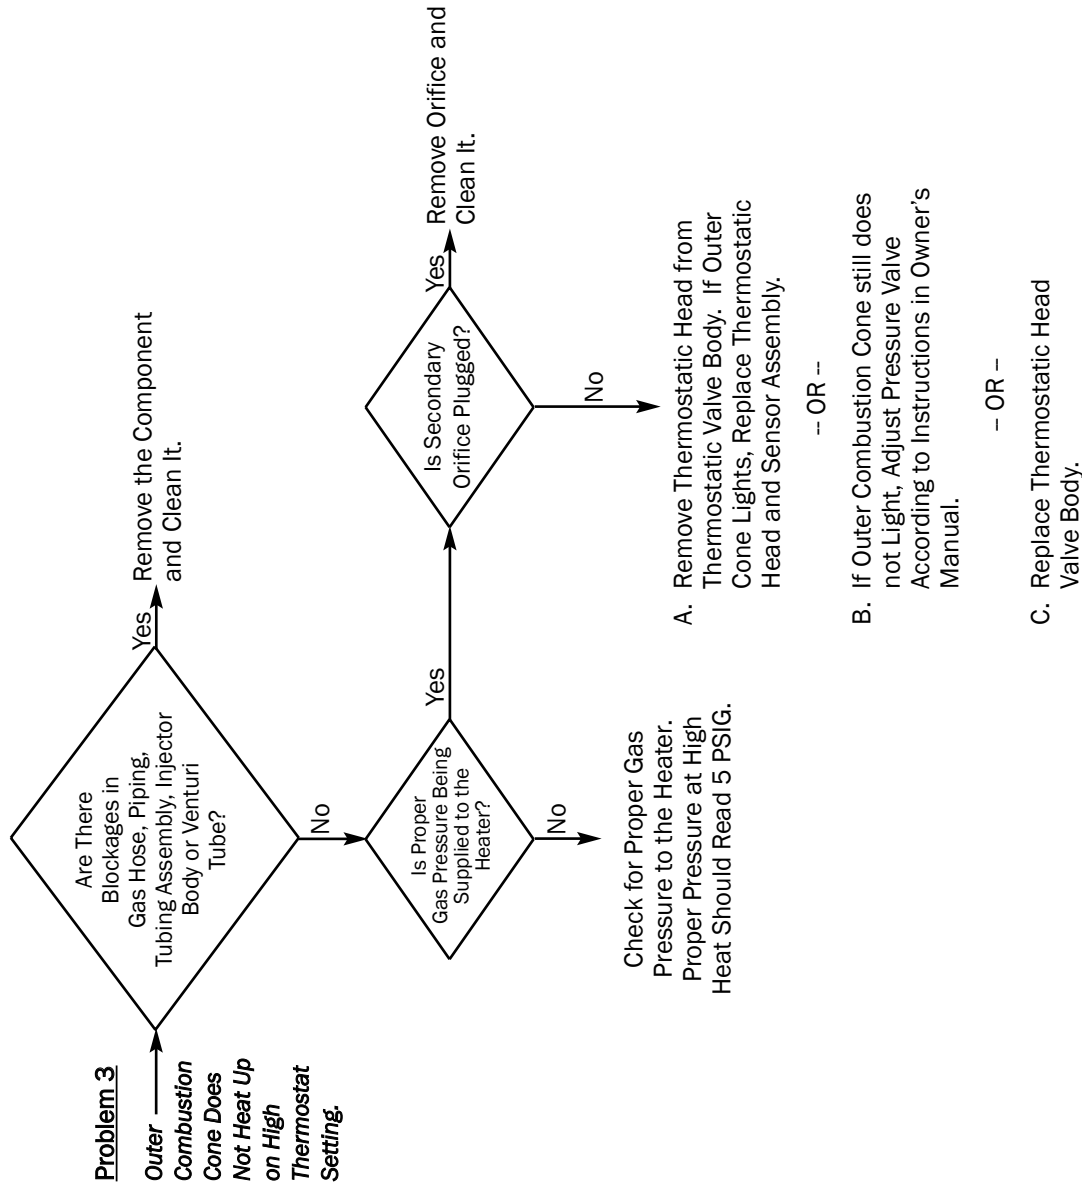 Problem 3
Outer
Combustion
Cone Does
Not Heat Up
on High
Thermostat
Setting.
Are There
Blockages in
Gas Hose, Piping,
Tubing Assembly, Injector
Body or Venturi
Tube?
Yes
Remove the Component
and Clean It.
No
Is Proper
Gas Pressure Being
Supplied to the
Heater?
No
Check for Proper Gas
Pressure to the Heater.
Proper Pressure at High
Heat Should Read 5 PSIG.
Yes
Is Secondary
Orifice Plugged?
Yes
Remove Orifice and
Clean It.
No
A. Remove Thermostatic Head from
Thermostatic Valve Body. If Outer
Cone Lights, Replace Thermostatic
Head and Sensor Assembly.
-- OR --
B. If Outer Combustion Cone still does
not Light, Adjust Pressure Valve
According to Instructions in Owner's
Manual.
– OR –
C. Replace Thermostatic Head
Valve Body.